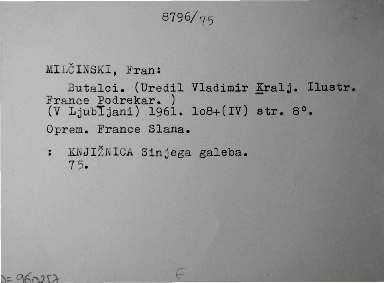 8796/75
MILČINSKI, Fran:
Butalci. (Uredil Vladimir Kralj. Ilustr.
France Podrekar. )
(V Ljubljani) 1961. 108+(IV) str. 8°.
Oprem. France Slana.
: KNJIŽNICA Sinjega galeba.
75.
D=960257
E